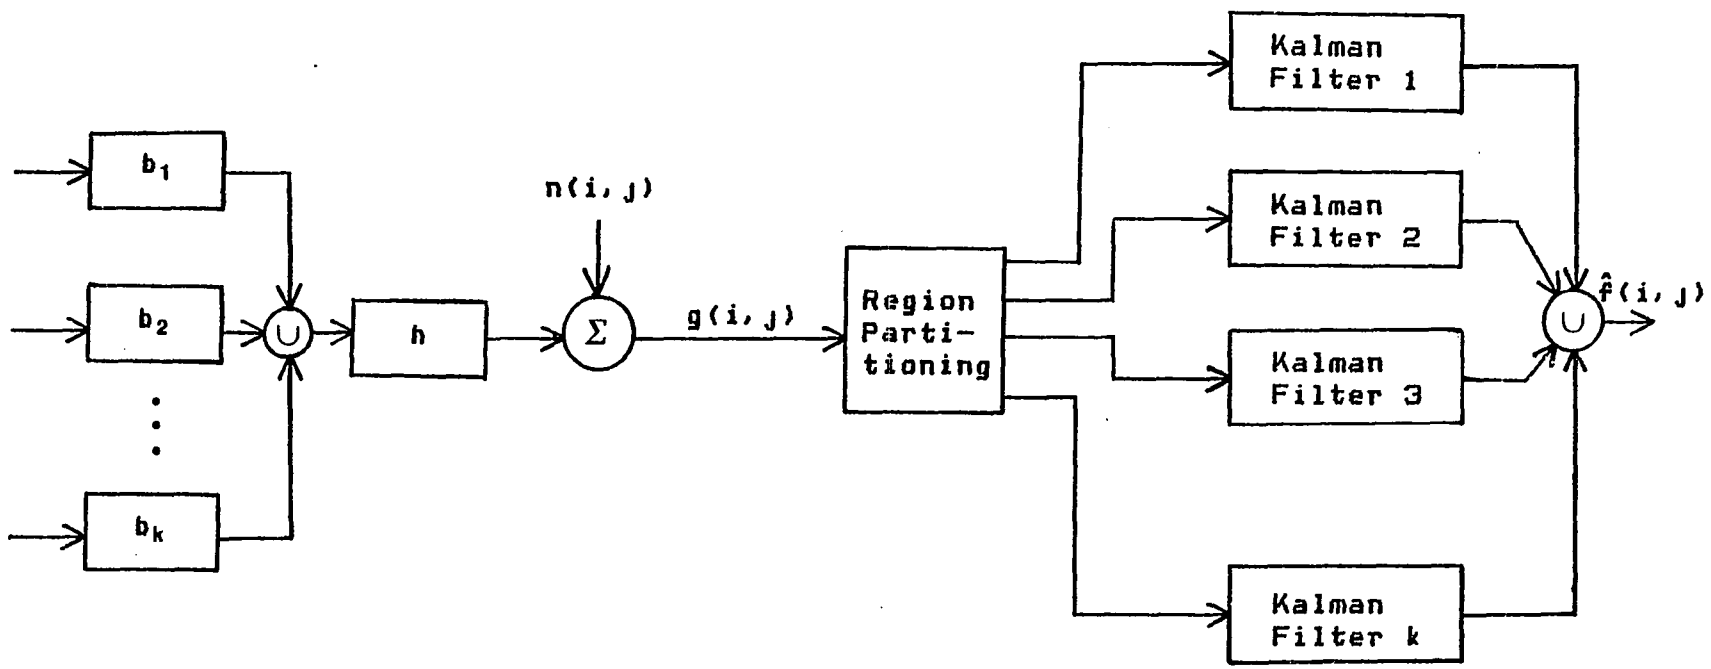 b₁
b₂
bₖ
∪
h
n(i, j)
Σ
g(i, j)
Region
Parti-
tioning
Kalman
Filter 1
Kalman
Filter 2
Kalman
Filter 3
Kalman
Filter k
∪
f̂(i, j)